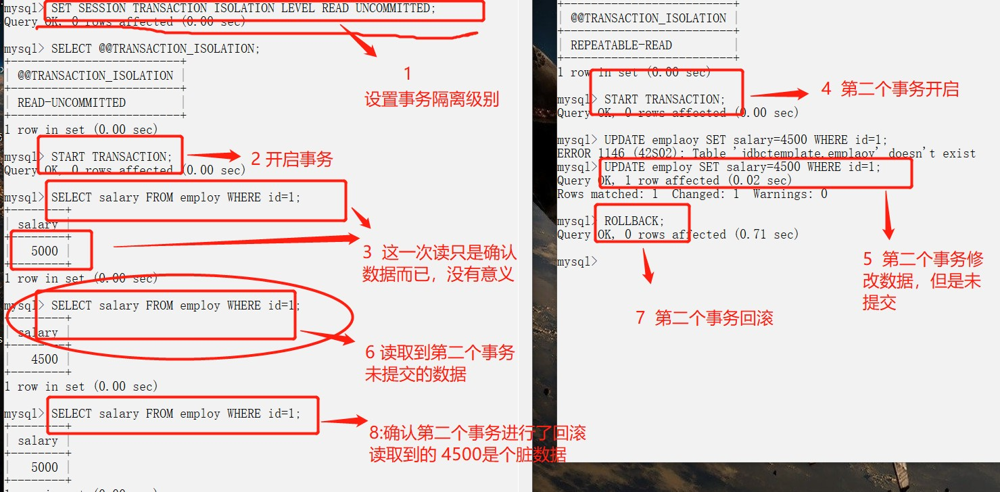 mysql> SET SESSION TRANSACTION ISOLATION LEVEL READ UNCOMMITTED;
Query OK, 0 rows affected (0.00 sec)
mysql> SELECT @@TRANSACTION_ISOLATION;
+-------------------------+
| @@TRANSACTION_ISOLATION |
+-------------------------+
| READ-UNCOMMITTED |
+-------------------------+
1 row in set (0.00 sec)
mysql> START TRANSACTION;
Query OK, 0 rows affected (0.00 sec)
mysql> SELECT salary FROM employ WHERE id=1;
+--------+
| salary |
+--------+
| 5000 |
+--------+
1 row in set (0.00 sec)
mysql> SELECT salary FROM employ WHERE id=1;
+--------+
| salary |
+--------+
| 4500 |
+--------+
1 row in set (0.00 sec)
mysql> SELECT salary FROM employ WHERE id=1;
+--------+
| salary |
+--------+
| 5000 |
+--------+
1
设置事务隔离级别
2 开启事务
3 这一次读只是确认
数据而已，没有意义
6 读取到第二个事务
未提交的数据
8:确认第二个事务进行了回滚
读取到的 4500是个脏数据
+-------------------------+
| @@TRANSACTION_ISOLATION |
+-------------------------+
| REPEATABLE-READ |
+-------------------------+
1 row in set (0.00 sec)
mysql> START TRANSACTION;
Query OK, 0 rows affected (0.00 sec)
mysql> UPDATE emplaoy SET salary=4500 WHERE id=1;
ERROR 1146 (42S02): Table 'jdbctemplate.emplaoy' doesn't exist
mysql> UPDATE employ SET salary=4500 WHERE id=1;
Query OK, 1 row affected (0.02 sec)
Rows matched: 1 Changed: 1 Warnings: 0
mysql> ROLLBACK;
Query OK, 0 rows affected (0.71 sec)
mysql>
4 第二个事务开启
5 第二个事务修
改数据，但是未
提交
7 第二个事务回滚